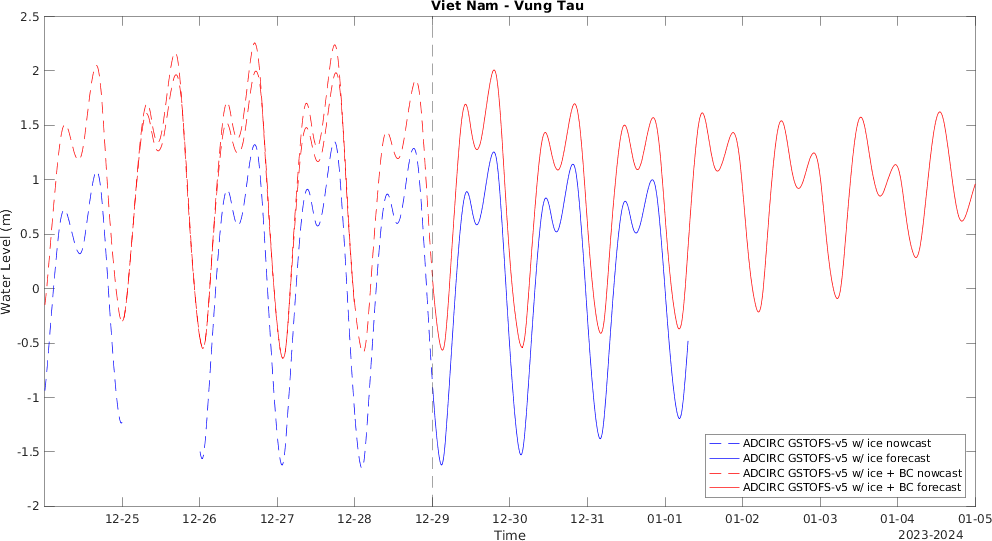 Viet Nam - Vung Tau
2.5
2
1.5
1
0.5
0
-0.5
-1
-1.5
-2
Water Level (m)
12-25 12-26 12-27 12-28 12-29 12-30 12-31 01-01 01-02 01-03 01-04 01-05
Time
2023-2024
ADCIRC GSTOFS-v5 w/ ice nowcast
ADCIRC GSTOFS-v5 w/ ice forecast
ADCIRC GSTOFS-v5 w/ ice + BC nowcast
ADCIRC GSTOFS-v5 w/ ice + BC forecast